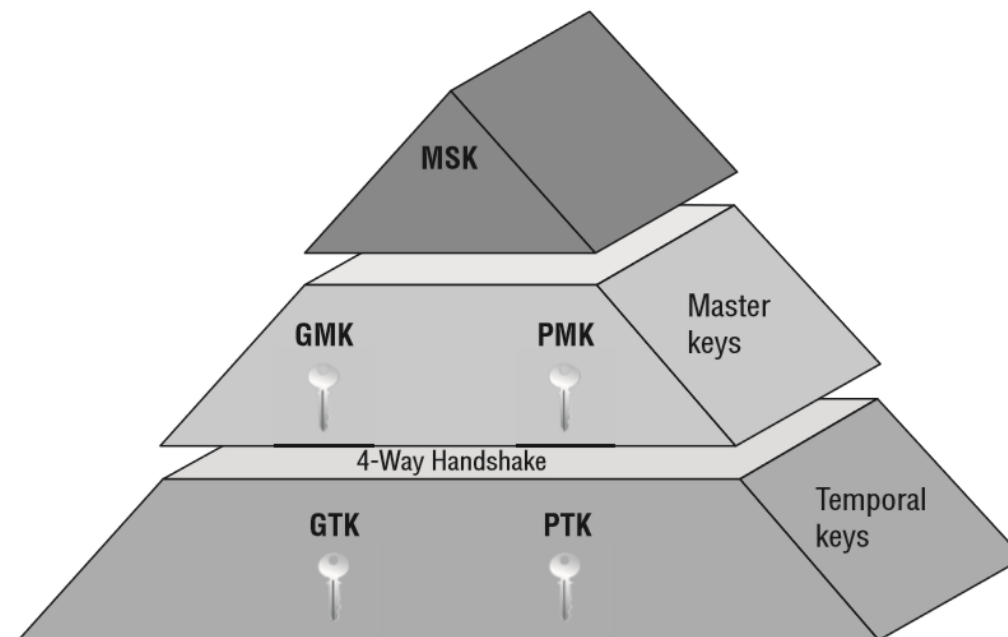 MSK
GMK
PMK
Master
keys
4-Way Handshake
GTK
PTK
Temporal
keys